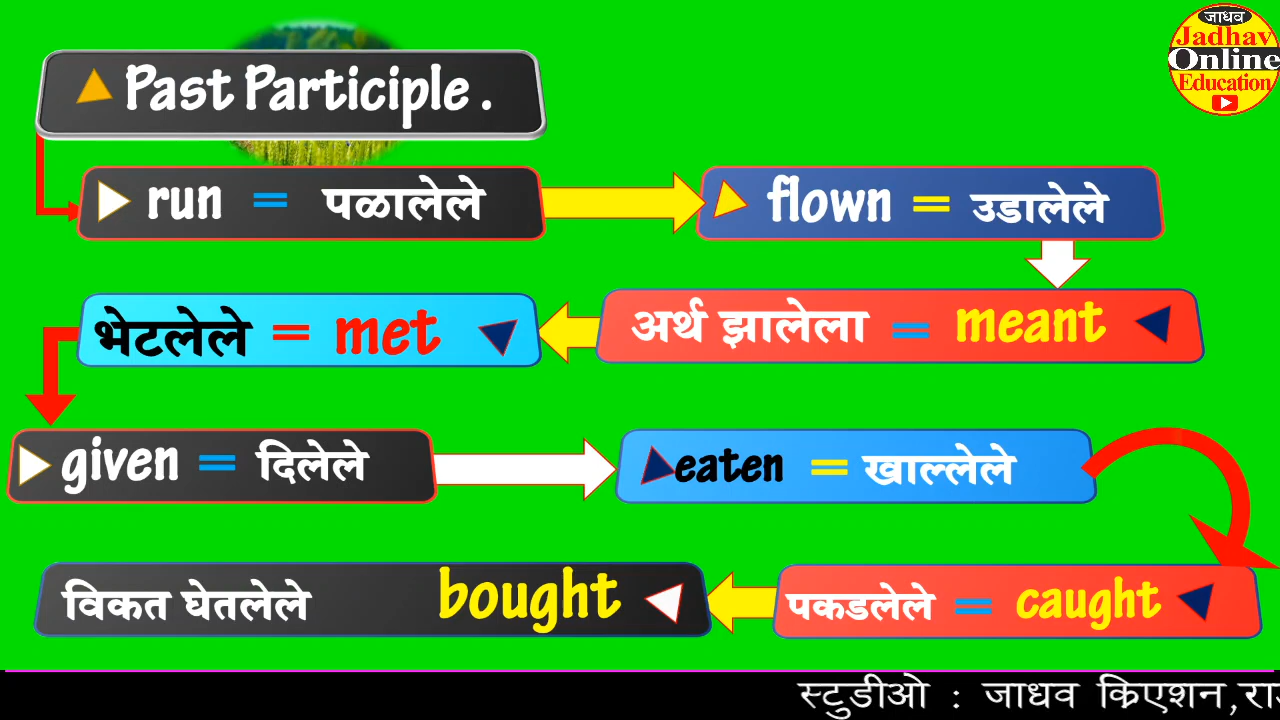 जाधव
Jadhav
Online
Education
Past Participle .
run = पळालेले
flown = उडालेले
भेटलेले = met
अर्थ झालेला = meant
given = दिलेले
eaten = खाल्लेले
विकत घेतलेले bought
पकडलेले = caught
स्टुडीओ : जाधव क्रिएशन,